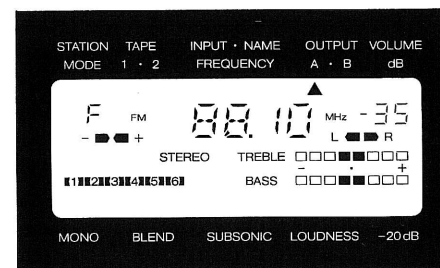 STATION TAPE INPUT · NAME OUTPUT VOLUME
MODE 1 · 2 FREQUENCY A · B dB
F FM 88.10 MHz -35
- + L R
STEREO TREBLE
- · +
[1][2][3][4][5][6] BASS
MONO BLEND SUBSONIC LOUDNESS -20dB